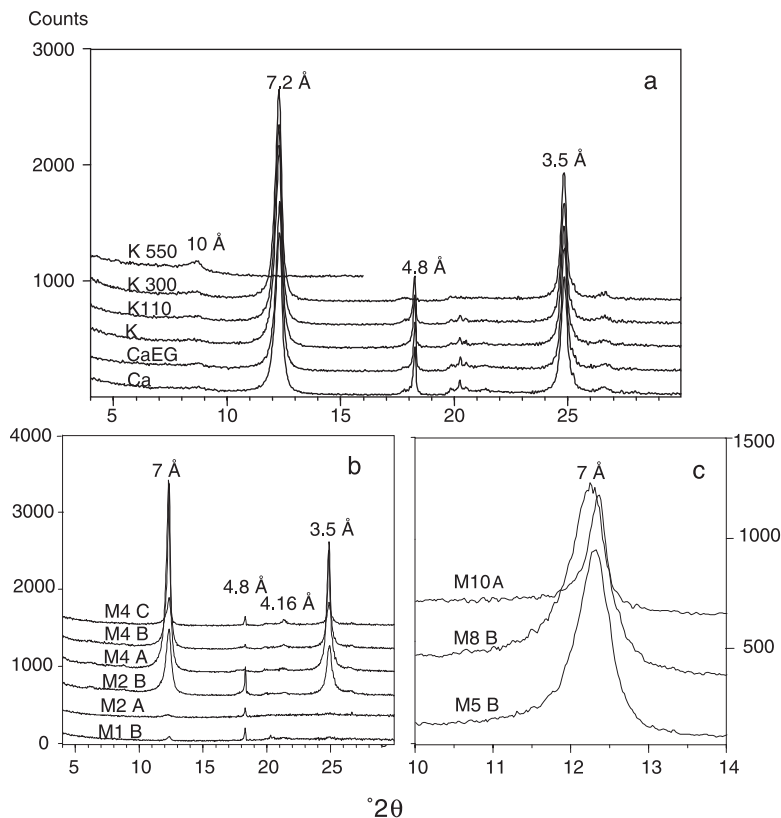 Counts
3000
a
7.2 Å
2000
3.5 Å
K 550
10 Å
4.8 Å
1000
K 300
K110
K
CaEG
Ca
5 10 15 20 25
4000
b
7 Å
3.5 Å
3000
2000
4.8 Å
4.16 Å
M4 C
M4 B
M4 A
1000
M2 B
M2 A
M1 B
0
5 10 15 20 25
1500
c
7 Å
1000
M10A
M8 B
500
M5 B
10 11 12 13 14
°2θ